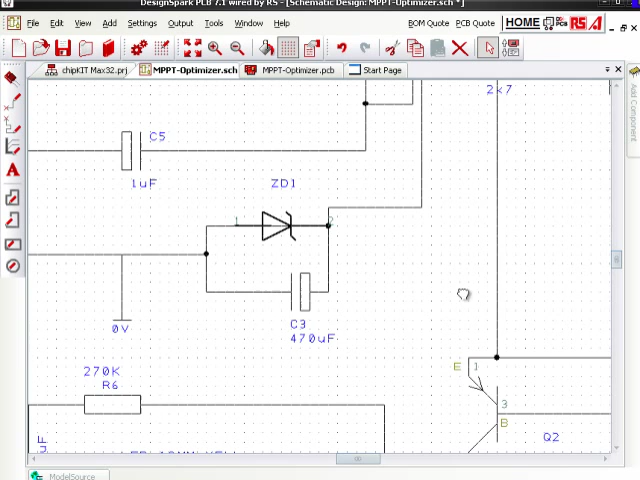 DesignSpark PCB 7.1 wired by RS - [Schematic Design: MPPT-Optimizer.sch *]
File Edit View Add Settings Output Tools Window Help BOM Quote PCB Quote HOME RS
chipKIT Max32.prj MPPT-Optimizer.sch MPPT-Optimizer.pcb Start Page
Add Component
2k7
C5
1uF
ZD1
1
2
0V
C3
470uF
270K
R6
E 1
3
B
Q2
uF
ModelSource